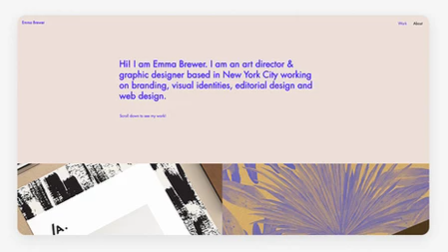 Emma Brewer
Work
About
Hi! I am Emma Brewer. I am an art director &
graphic designer based in New York City working
on branding, visual identities, editorial design and
web design.
Scroll down to see my work!
/A.